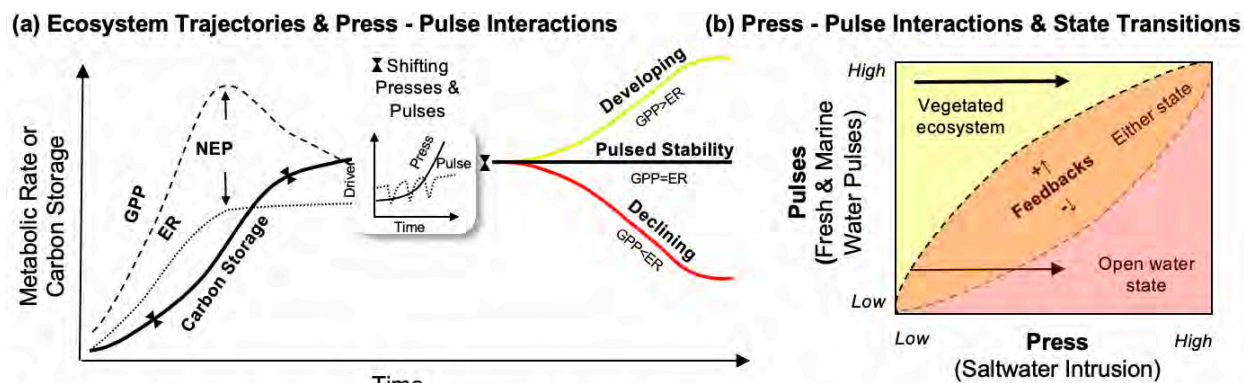 (a) Ecosystem Trajectories & Press - Pulse Interactions
Metabolic Rate or
Carbon Storage
GPP
ER
NEP
Carbon Storage
Shifting
Presses &
Pulses
Driver
Press
Pulse
Time
Developing
GPP>ER
Pulsed Stability
GPP=ER
Declining
GPP<ER
Time
(b) Press - Pulse Interactions & State Transitions
Pulses
(Fresh & Marine
Water Pulses)
High
Low
Vegetated
ecosystem
Either state
+↑
Feedbacks
-↓
Open water
state
Low
High
Press
(Saltwater Intrusion)